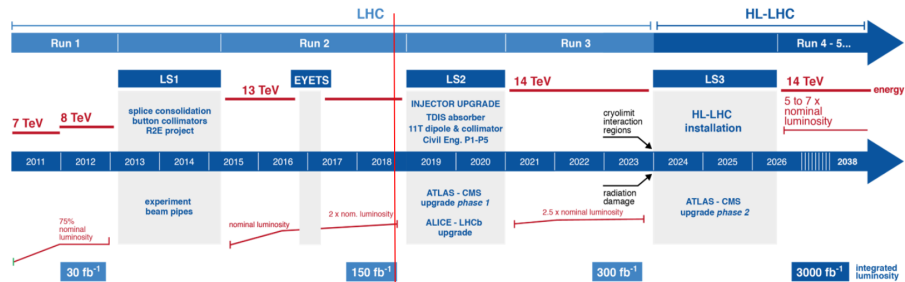 LHC
HL-LHC
Run 1
Run 2
Run 3
Run 4 - 5...
LS1
EYETS
LS2
LS3
13 TeV
14 TeV
14 TeV
energy
7 TeV
8 TeV
splice consolidation
button collimators
R2E project
INJECTOR UPGRADE
TDIS absorber
11T dipole & collimator
Civil Eng. P1-P5
cryolimit
interaction
regions
HL-LHC
installation
5 to 7 x
nominal
luminosity
2011 2012 2013 2014 2015 2016 2017 2018 2019 2020 2021 2022 2023 2024 2025 2026 2038
radiation
damage
experiment
beam pipes
ATLAS - CMS
upgrade phase 1
ALICE - LHCb
upgrade
ATLAS - CMS
upgrade phase 2
75%
nominal
luminosity
nominal luminosity
2 x nom. luminosity
2.5 x nominal luminosity
30 fb-1
150 fb-1
300 fb-1
3000 fb-1
integrated
luminosity